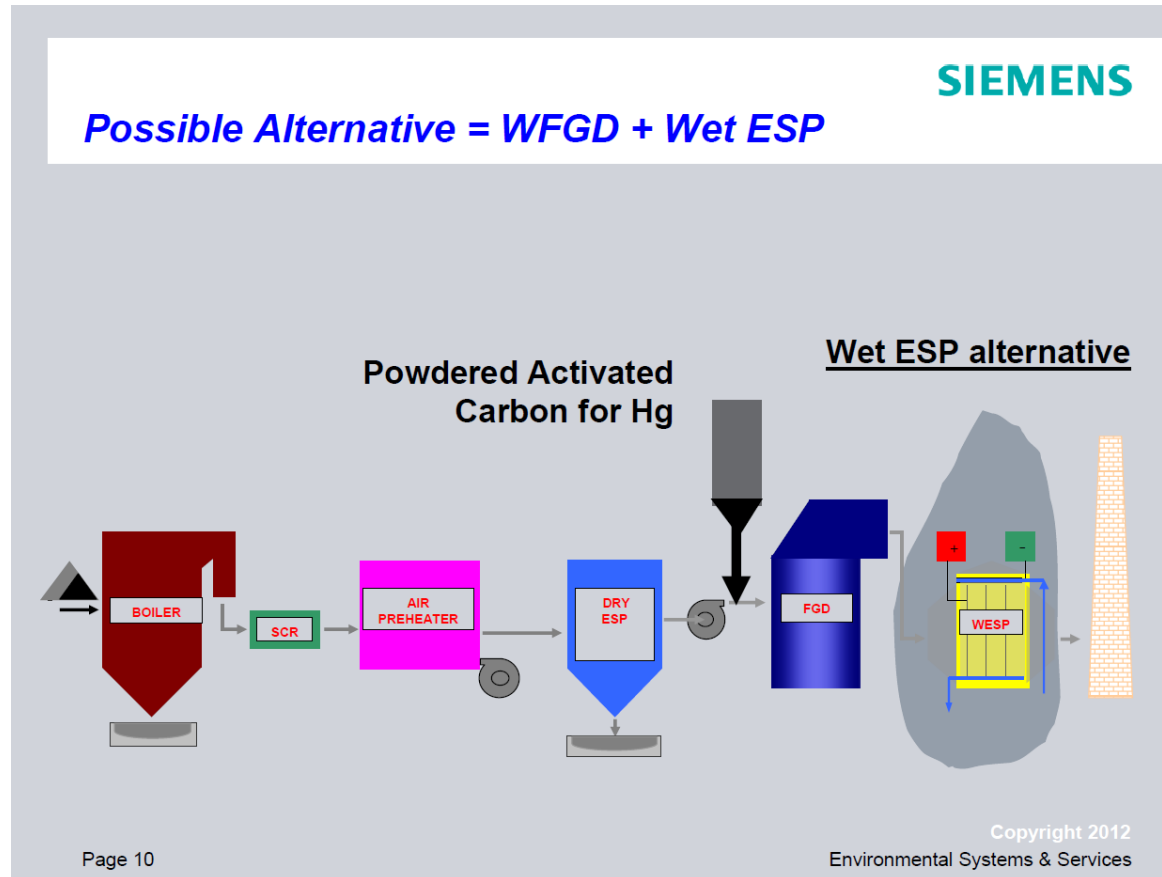 SIEMENS
Possible Alternative = WFGD + Wet ESP
Wet ESP alternative
Powdered Activated
Carbon for Hg
BOILER
SCR
AIR
PREHEATER
DRY
ESP
FGD
+
-
WESP
Copyright 2012
Page 10
Environmental Systems & Services